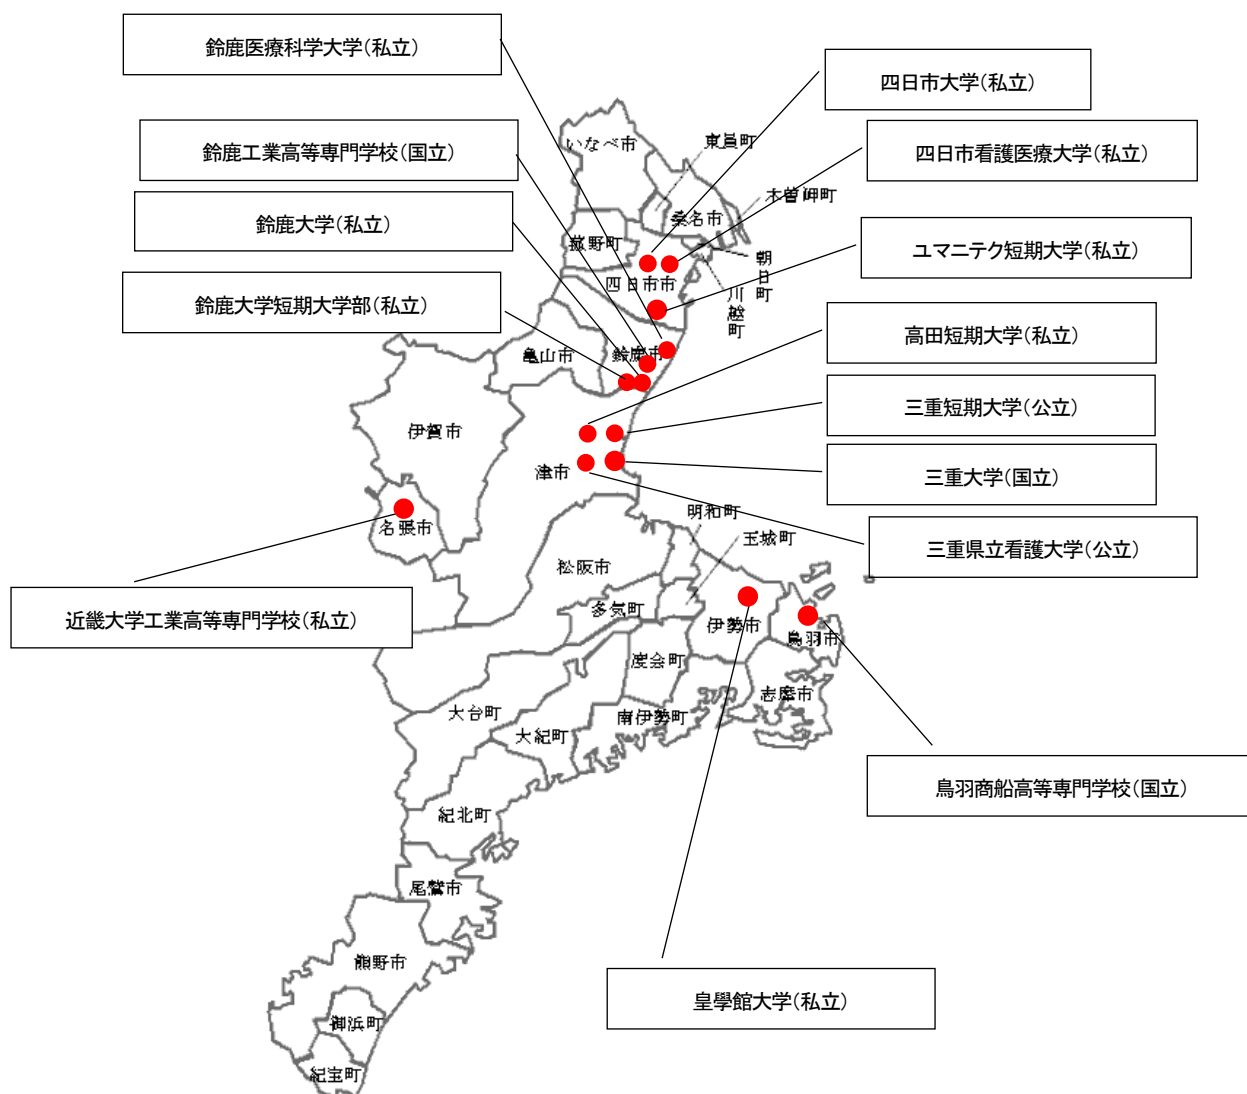 鈴鹿医療科学大学(私立)
四日市大学(私立)
鈴鹿工業高等専門学校(国立)
四日市看護医療大学(私立)
鈴鹿大学(私立)
ユマニテク短期大学(私立)
鈴鹿大学短期大学部(私立)
高田短期大学(私立)
三重短期大学(公立)
三重大学(国立)
三重県立看護大学(公立)
近畿大学工業高等専門学校(私立)
鳥羽商船高等専門学校(国立)
皇學館大学(私立)
いなべ市
東員町
木曽岬町
桑名市
菰野町
朝日町
四日市市
川越町
亀山市
鈴鹿市
伊賀市
津市
名張市
明和町
玉城町
松阪市
多気町
伊勢市
鳥羽市
度会町
志摩市
大台町
南伊勢町
大紀町
紀北町
尾鷲市
熊野市
御浜町
紀宝町